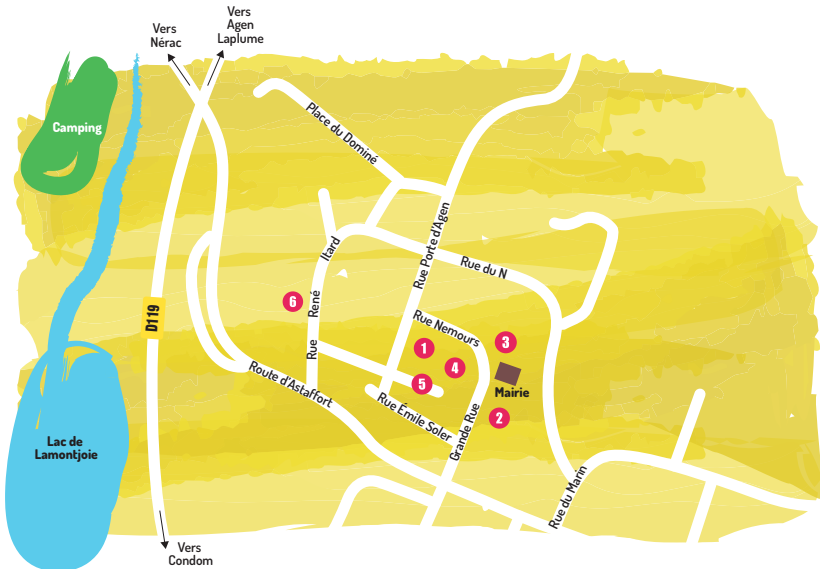 Vers
Nérac
Vers
Agen
Laplume
Camping
Place du Dominé
Rue Porte d'Agen
Rue du N
Rue René Itard
D119
6
Rue Nemours
1
3
4
5
Mairie
2
Route d'Astaffort
Rue Émile Soler
Grande Rue
Rue du Marin
Lac de
Lamontjoie
Vers
Condom